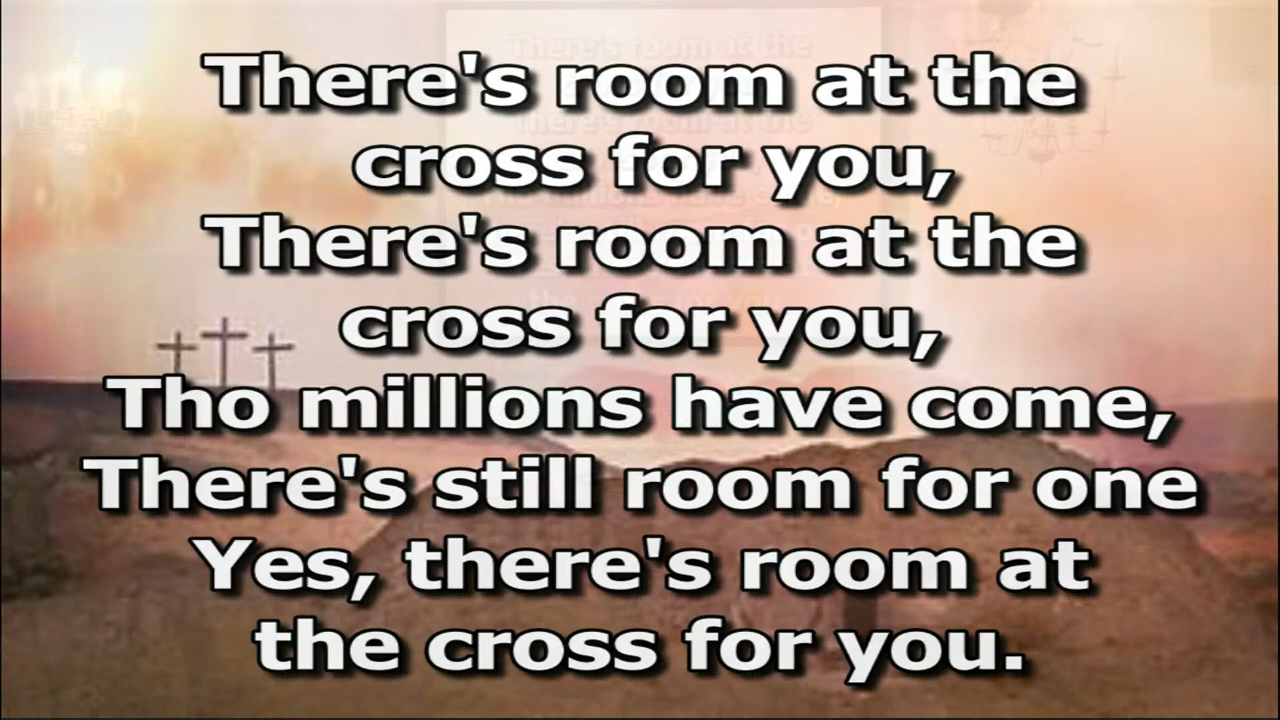 There's room at the
cross for you,
There's room at the
cross for you,
Tho millions have come,
There's still room for one
Yes, there's room at
the cross for you.